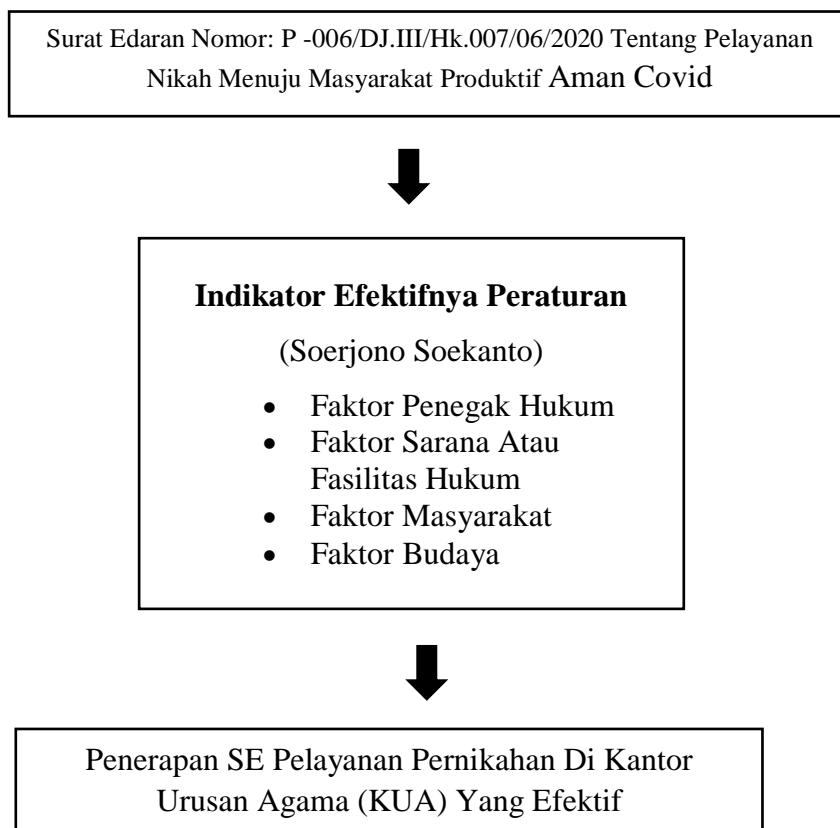 Surat Edaran Nomor: P -006/DJ.III/Hk.007/06/2020 Tentang Pelayanan
Nikah Menuju Masyarakat Produktif Aman Covid
Indikator Efektifnya Peraturan
(Soerjono Soekanto)
• Faktor Penegak Hukum
• Faktor Sarana Atau
Fasilitas Hukum
• Faktor Masyarakat
• Faktor Budaya
Penerapan SE Pelayanan Pernikahan Di Kantor
Urusan Agama (KUA) Yang Efektif